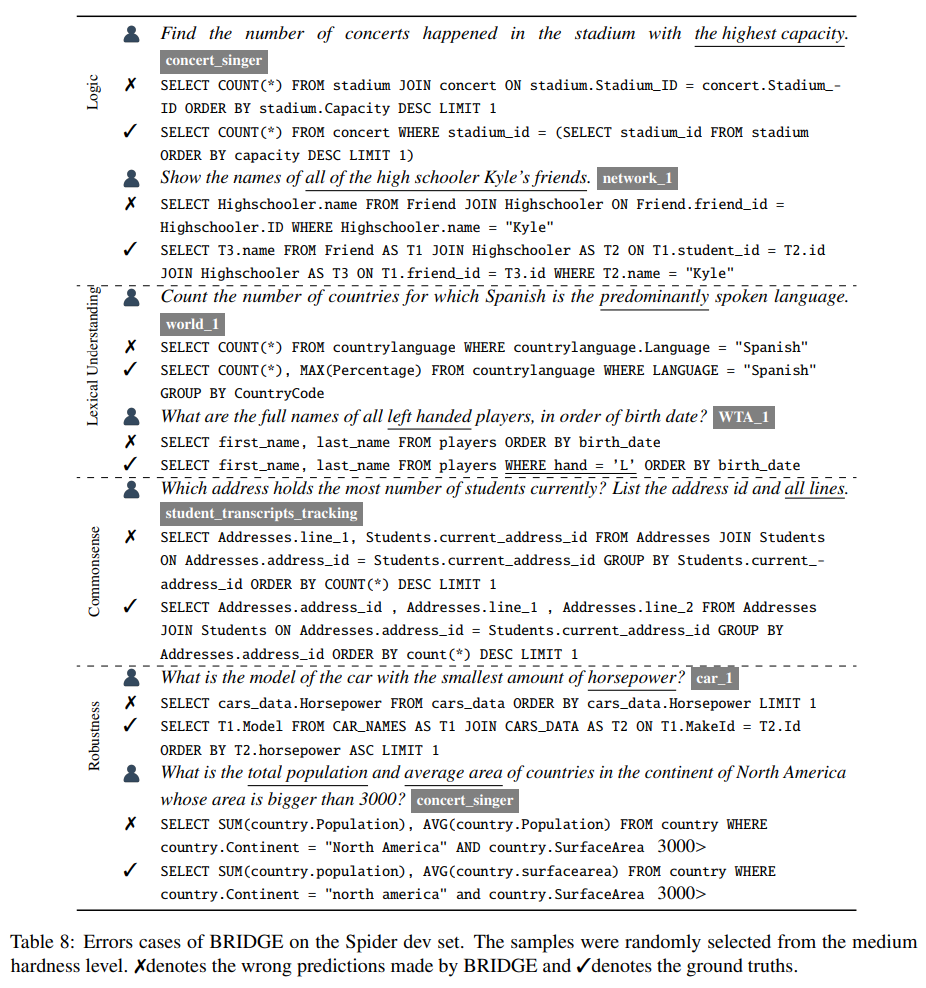 Find the number of concerts happened in the stadium with the highest capacity.
concert_singer
Logic
✗ SELECT COUNT(*) FROM stadium JOIN concert ON stadium.Stadium_ID = concert.Stadium_-
ID ORDER BY stadium.Capacity DESC LIMIT 1
✓ SELECT COUNT(*) FROM concert WHERE stadium_id = (SELECT stadium_id FROM stadium
ORDER BY capacity DESC LIMIT 1)
Show the names of all of the high schooler Kyle's friends. network_1
✗ SELECT Highschooler.name FROM Friend JOIN Highschooler ON Friend.friend_id =
Highschooler.ID WHERE Highschooler.name = "Kyle"
✓ SELECT T3.name FROM Friend AS T1 JOIN Highschooler AS T2 ON T1.student_id = T2.id
JOIN Highschooler AS T3 ON T1.friend_id = T3.id WHERE T2.name = "Kyle"
Lexical Understanding
Count the number of countries for which Spanish is the predominantly spoken language.
world_1
✗ SELECT COUNT(*) FROM countrylanguage WHERE countrylanguage.Language = "Spanish"
✓ SELECT COUNT(*), MAX(Percentage) FROM countrylanguage WHERE LANGUAGE = "Spanish"
GROUP BY CountryCode
What are the full names of all left handed players, in order of birth date? WTA_1
✗ SELECT first_name, last_name FROM players ORDER BY birth_date
✓ SELECT first_name, last_name FROM players WHERE hand = 'L' ORDER BY birth_date
Which address holds the most number of students currently? List the address id and all lines.
student_transcripts_tracking
Commonsense
✗ SELECT Addresses.line_1, Students.current_address_id FROM Addresses JOIN Students
ON Addresses.address_id = Students.current_address_id GROUP BY Students.current_-
address_id ORDER BY COUNT(*) DESC LIMIT 1
✓ SELECT Addresses.address_id , Addresses.line_1 , Addresses.line_2 FROM Addresses
JOIN Students ON Addresses.address_id = Students.current_address_id GROUP BY
Addresses.address_id ORDER BY count(*) DESC LIMIT 1
What is the model of the car with the smallest amount of horsepower? car_1
Robustness
✗ SELECT cars_data.Horsepower FROM cars_data ORDER BY cars_data.Horsepower LIMIT 1
✓ SELECT T1.Model FROM CAR_NAMES AS T1 JOIN CARS_DATA AS T2 ON T1.MakeId = T2.Id
ORDER BY T2.horsepower ASC LIMIT 1
What is the total population and average area of countries in the continent of North America
whose area is bigger than 3000? concert_singer
✗ SELECT SUM(country.Population), AVG(country.Population) FROM country WHERE
country.Continent = "North America" AND country.SurfaceArea 3000>
✓ SELECT SUM(country.population), AVG(country.surfacearea) FROM country WHERE
country.Continent = "north america" and country.SurfaceArea 3000>
Table 8: Errors cases of BRIDGE on the Spider dev set. The samples were randomly selected from the medium
hardness level. ✗denotes the wrong predictions made by BRIDGE and ✓denotes the ground truths.